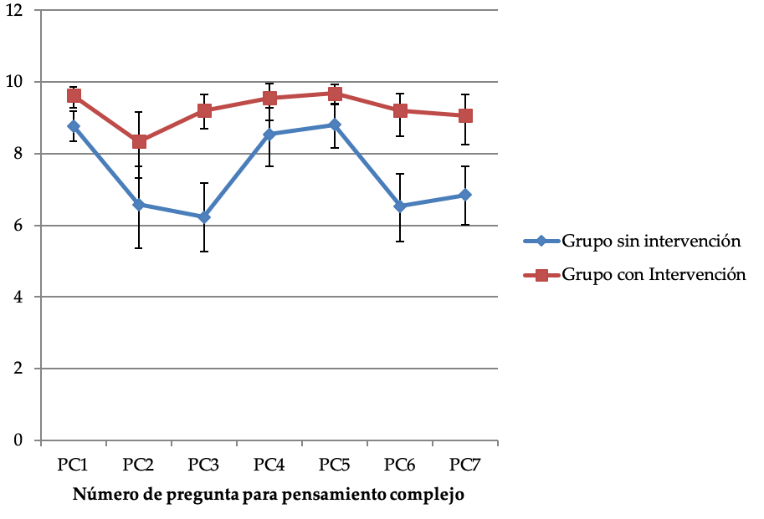 12
10
8
6
4
2
0
PC1 PC2 PC3 PC4 PC5 PC6 PC7
Número de pregunta para pensamiento complejo
Grupo sin intervención
Grupo con Intervención